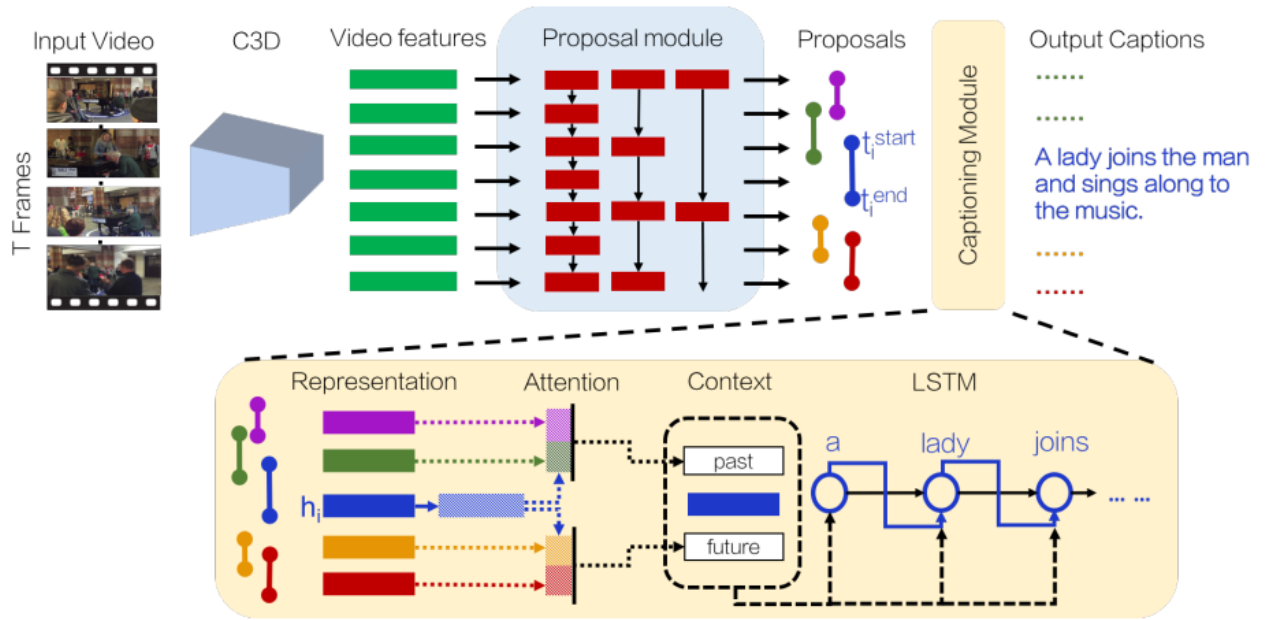 Input Video
C3D
Video features
Proposal module
Proposals
Output Captions
T Frames
t_i^start
t_i^end
Captioning Module
A lady joins the man
and sings along to
the music.
Representation
Attention
Context
LSTM
h_i
past
future
a
lady
joins
... ...